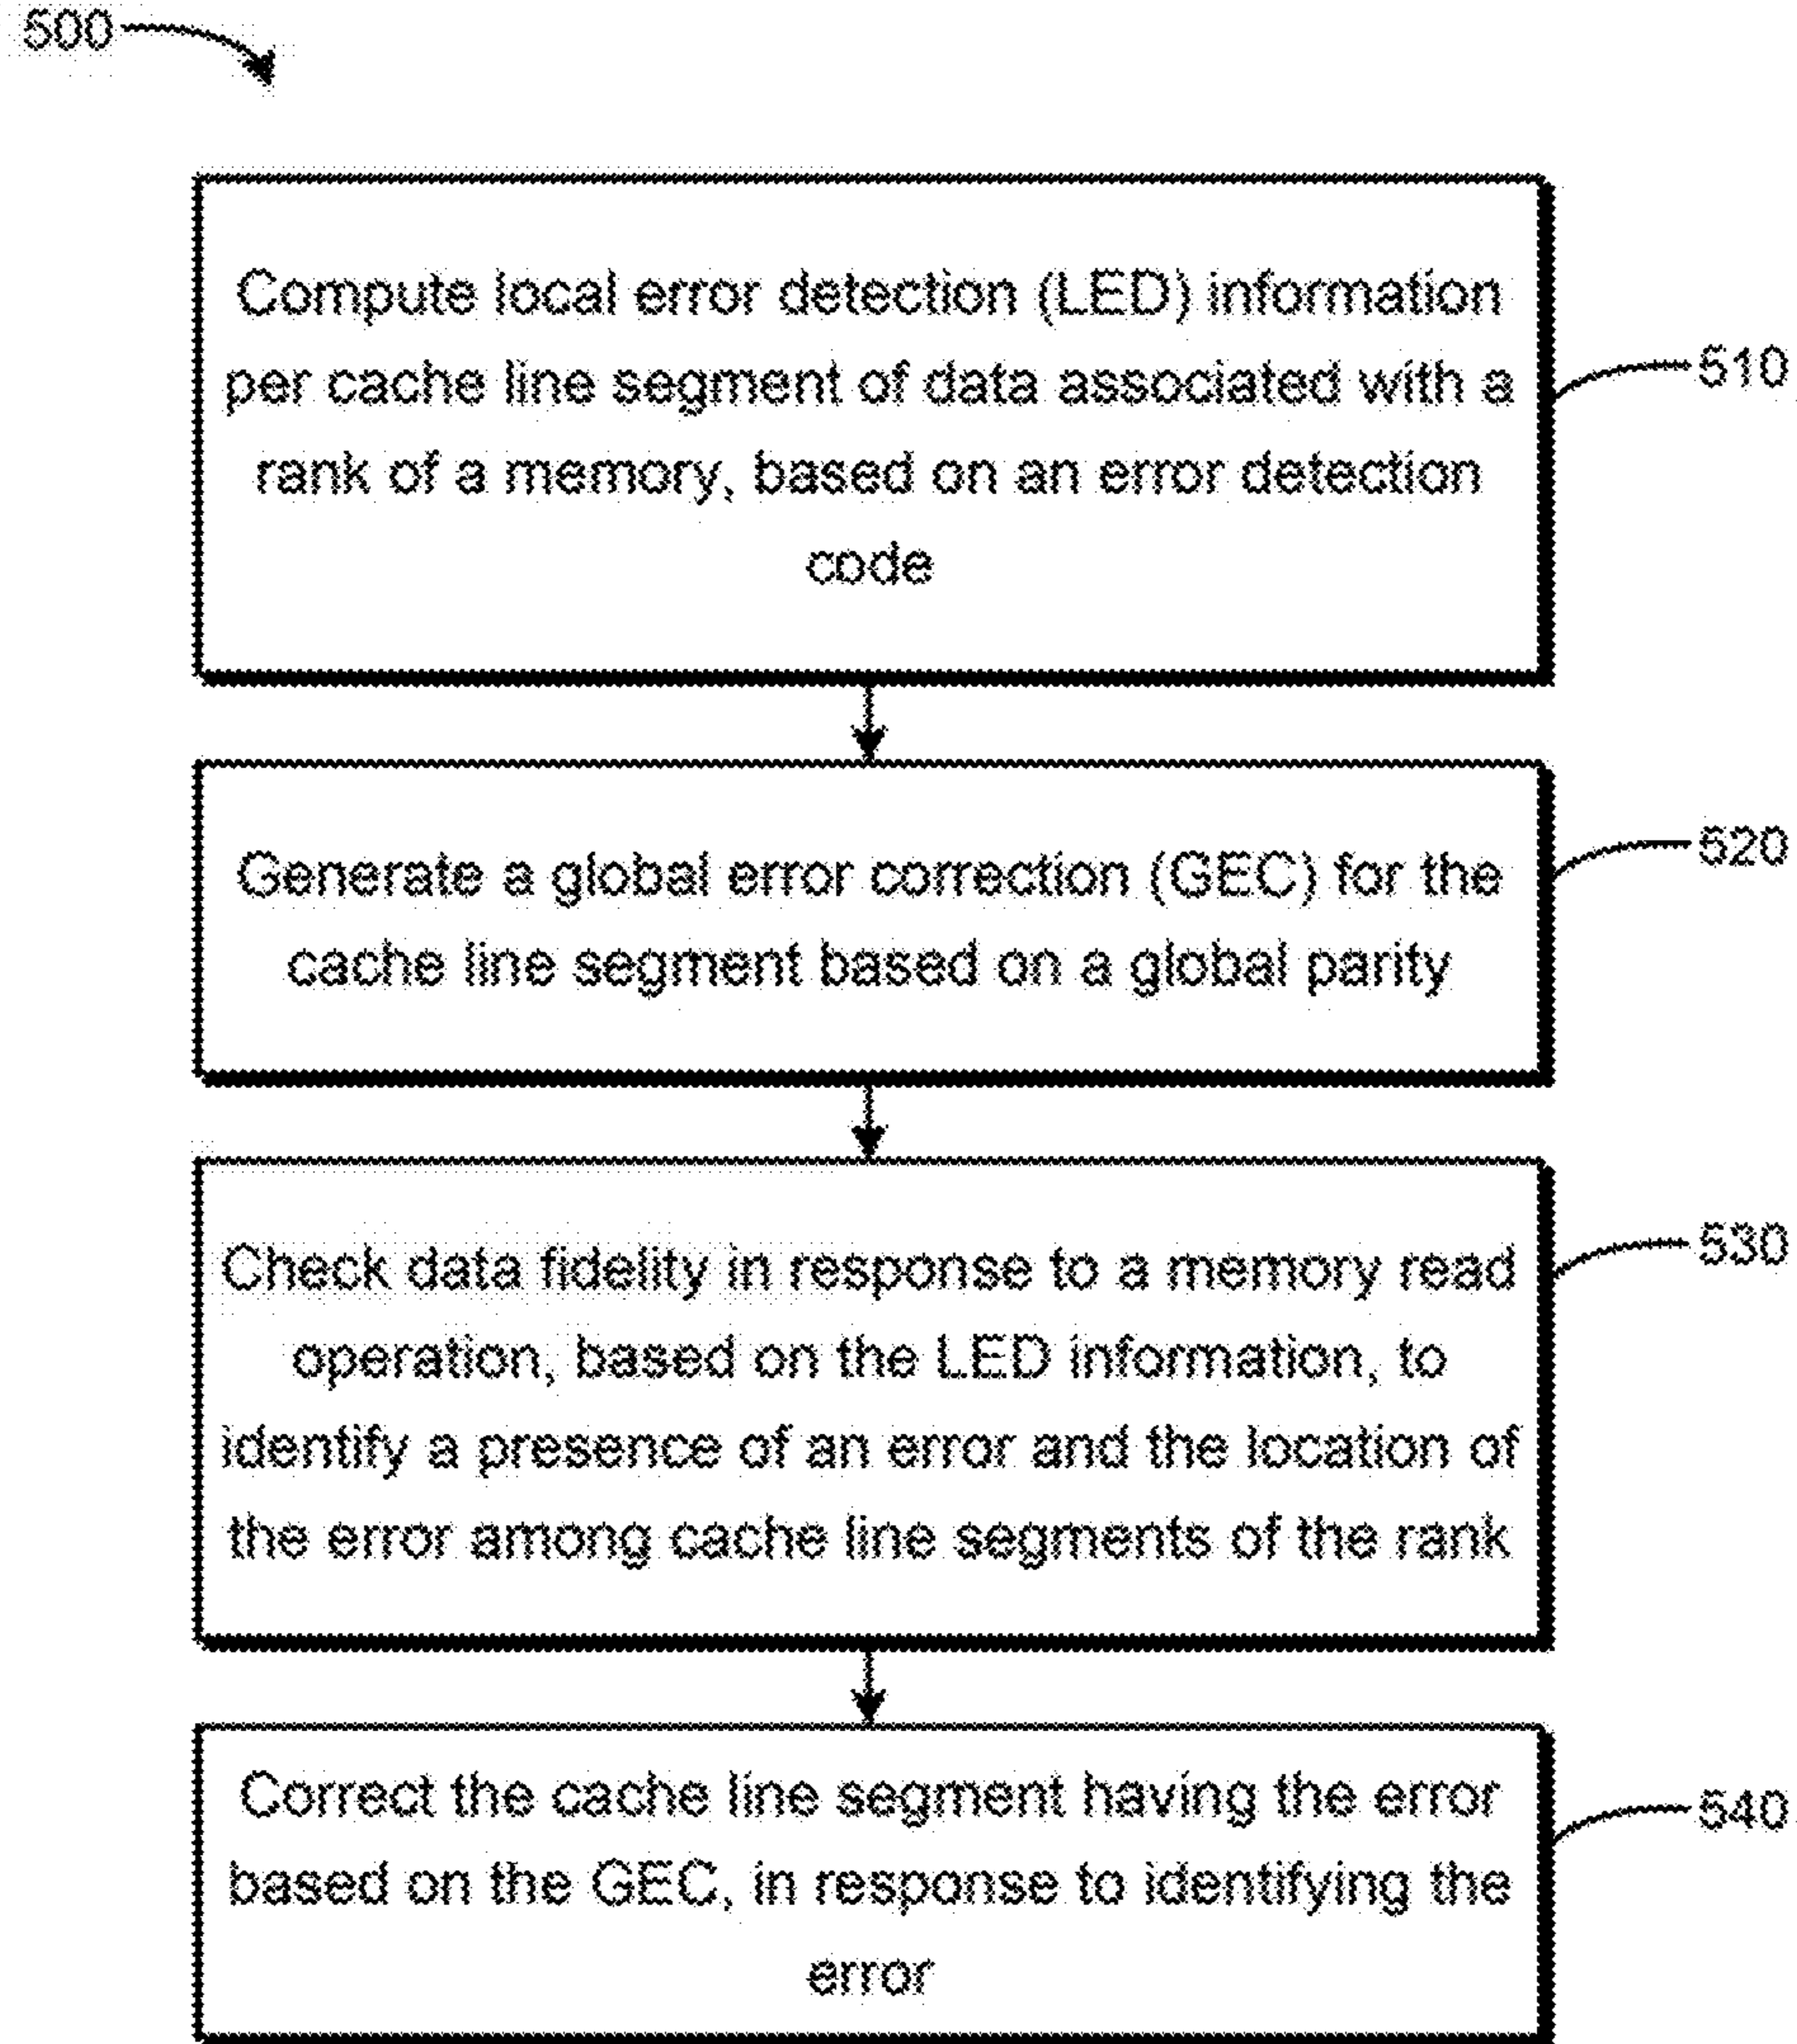 500
Compute local error detection (LED) information
per cache line segment of data associated with a
rank of a memory, based on an error detection
code
510
Generate a global error correction (GEC) for the
cache line segment based on a global parity
520
Check data fidelity in response to a memory read
operation, based on the LED information, to
identify a presence of an error and the location of
the error among cache line segments of the rank
530
Correct the cache line segment having the error
based on the GEC, in response to identifying the
error
540